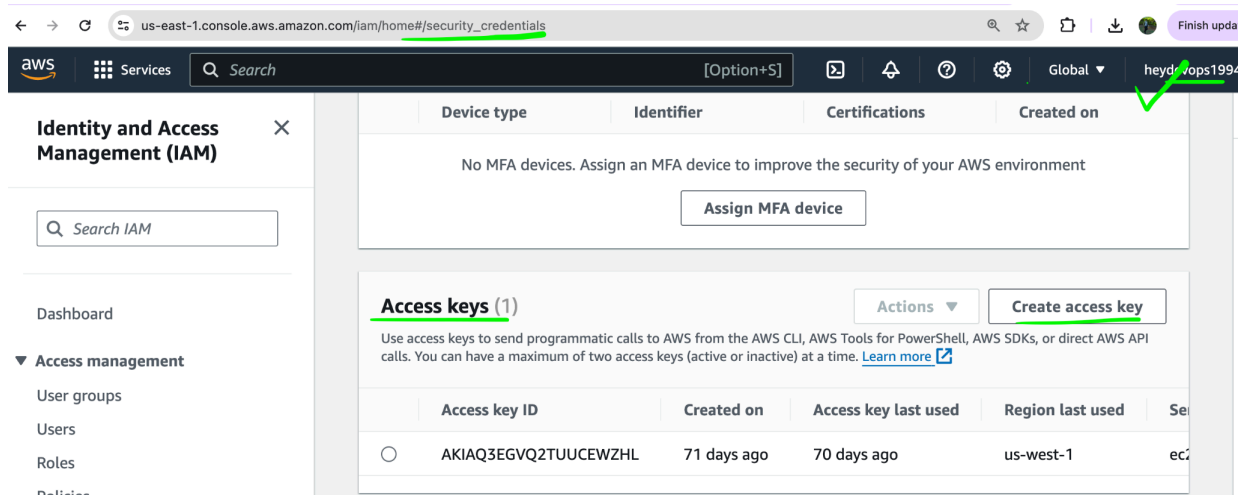 us-east-1.console.aws.amazon.com/iam/home#/security_credentials
Finish upda
aws
Services
Search
[Option+S]
Global
heydevops1994
Identity and Access Management (IAM)
Search IAM
Dashboard
Access management
User groups
Users
Roles
Policies
Device type Identifier Certifications Created on
No MFA devices. Assign an MFA device to improve the security of your AWS environment
Assign MFA device
Access keys (1)
Actions
Create access key
Use access keys to send programmatic calls to AWS from the AWS CLI, AWS Tools for PowerShell, AWS SDKs, or direct AWS API
calls. You can have a maximum of two access keys (active or inactive) at a time. Learn more
Access key ID Created on Access key last used Region last used Se
AKIAQ3EGVQ2TUUCEWZHL 71 days ago 70 days ago us-west-1 ec2